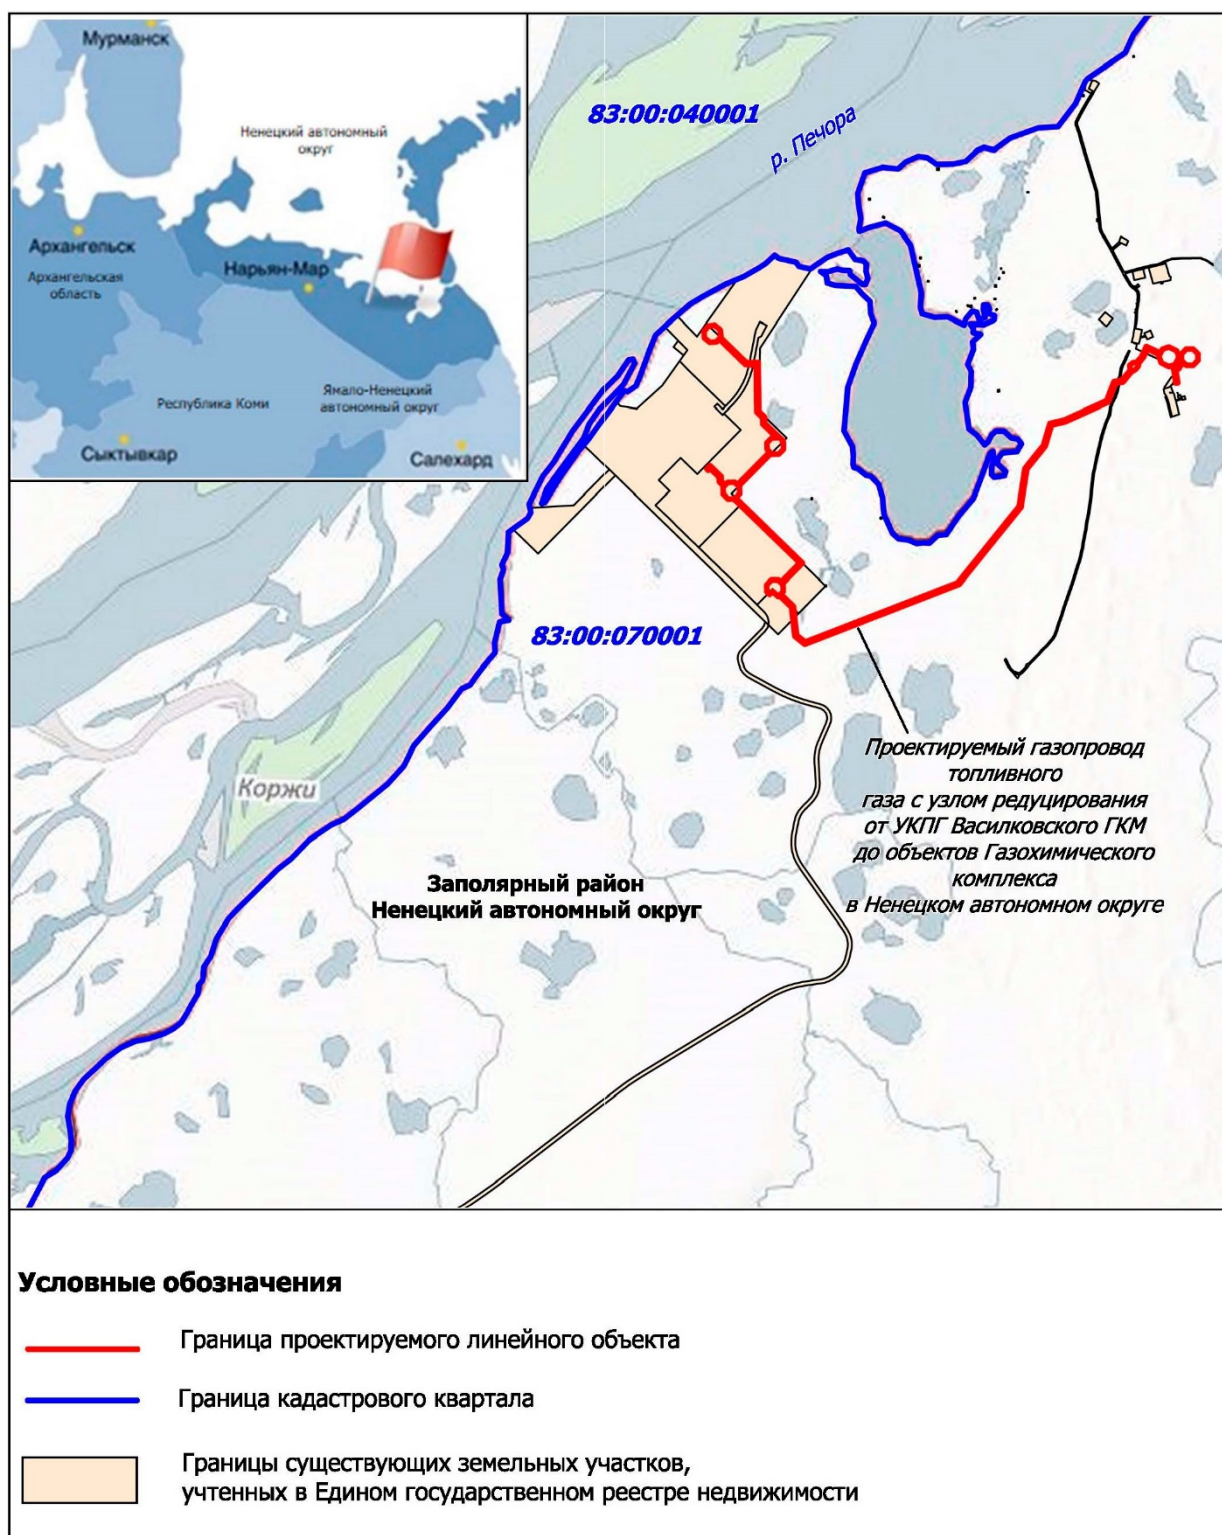 Мурманск
Ненецкий автономный
округ
Архангельск
Архангельская
область
Нарьян-Мар
Ямало-Ненецкий
автономный округ
Республика Коми
Сыктывкар
Салехард
83:00:040001
р. Печора
83:00:070001
Коржи
Проектируемый газопровод
топливного
газа с узлом редуцирования
от УКПГ Василковского ГКМ
до объектов Газохимического
комплекса
в Ненецком автономном округе
Заполярный район
Ненецкий автономный округ
Условные обозначения
Граница проектируемого линейного объекта
Граница кадастрового квартала
Границы существующих земельных участков,
учтенных в Едином государственном реестре недвижимости